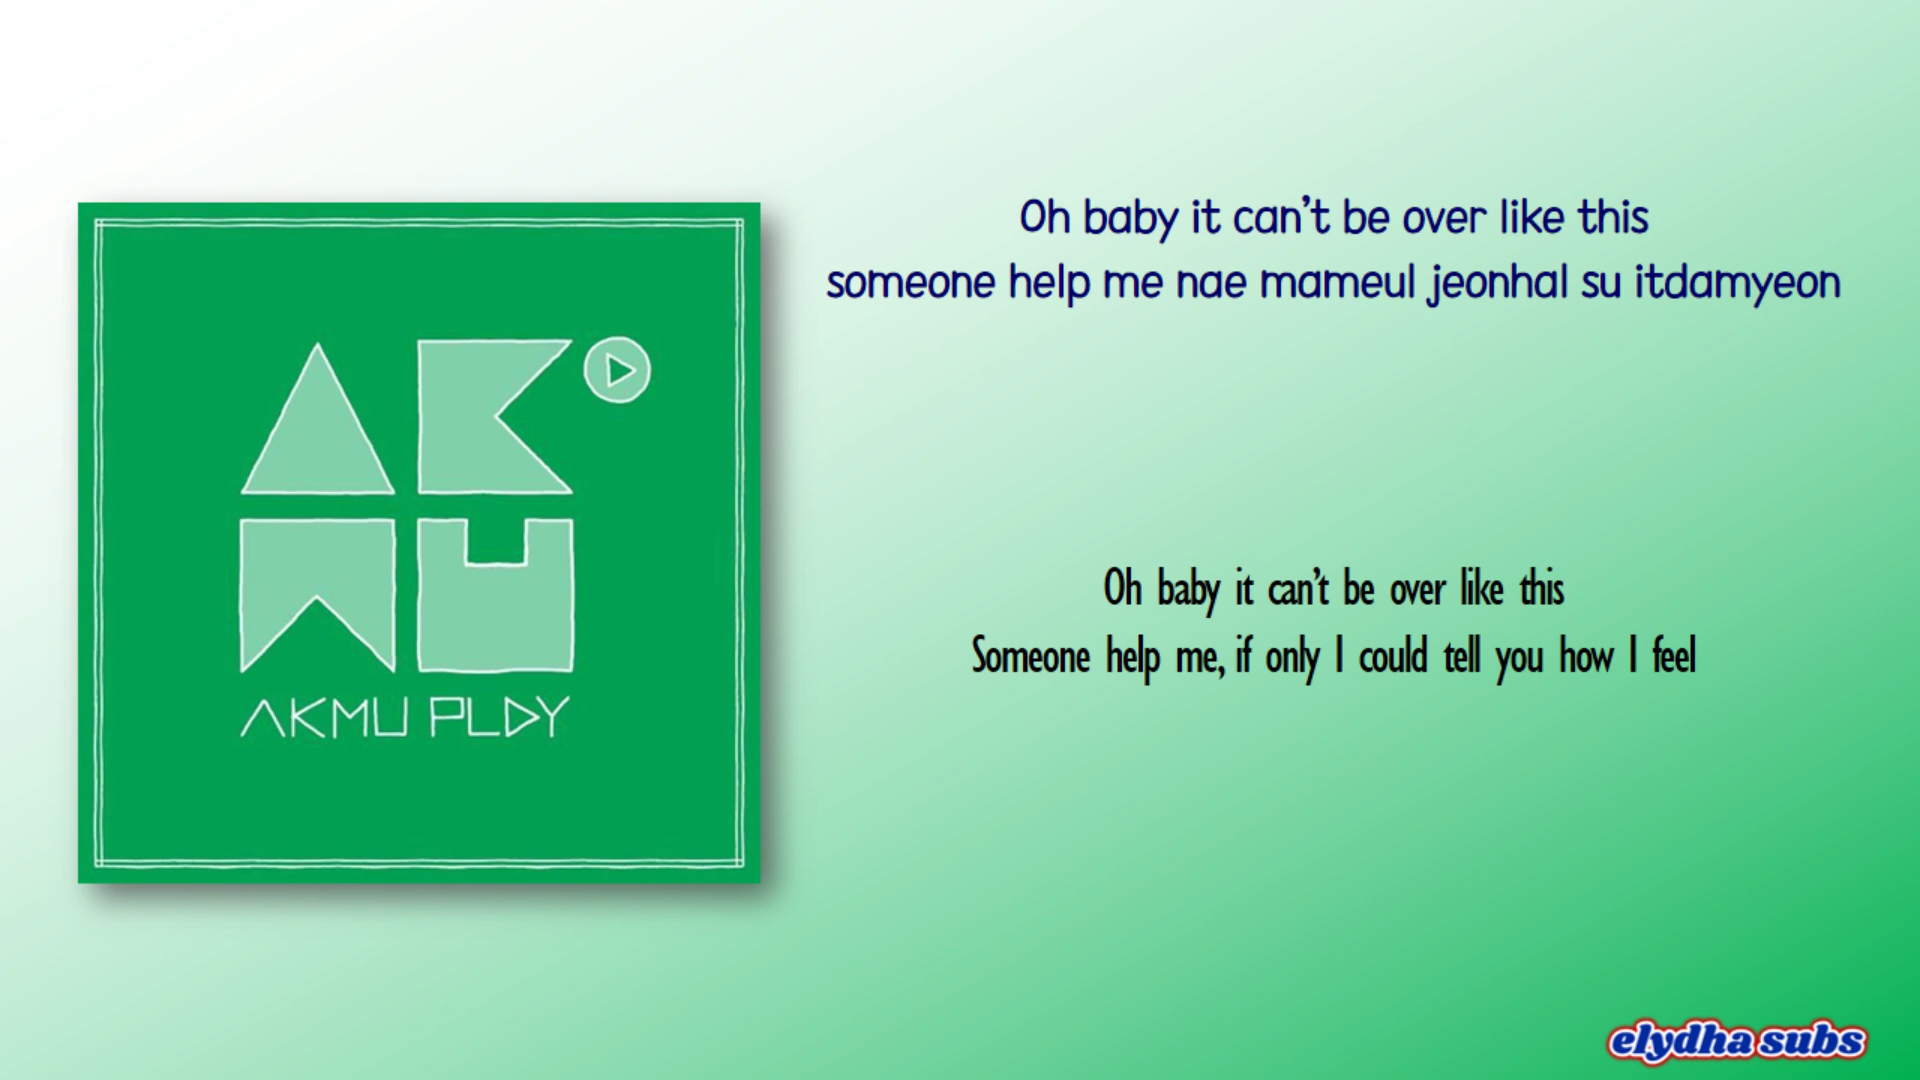 AKMU PLAY
Oh baby it can't be over like this
someone help me nae mameul jeonhal su itdamyeon
Oh baby it can't be over like this
Someone help me, if only I could tell you how I feel
elydha subs